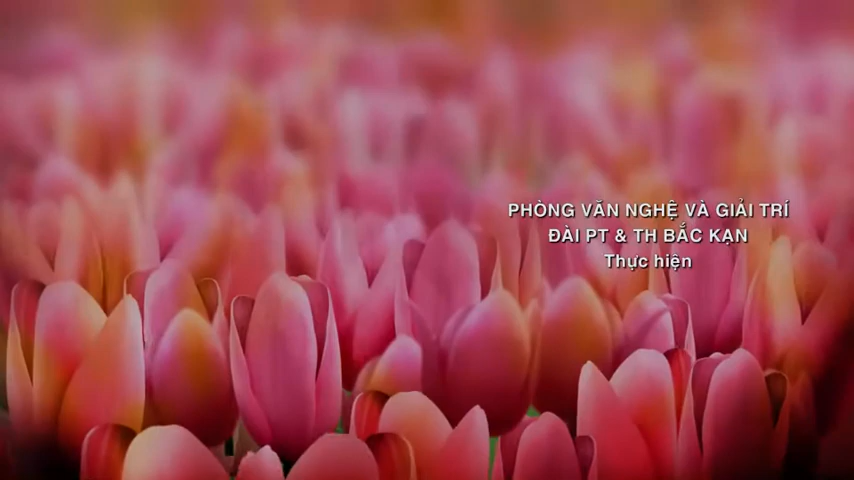 PHÒNG VĂN NGHỆ VÀ GIẢI TRÍ
ĐÀI PT & TH BẮC KẠN
Thực hiện